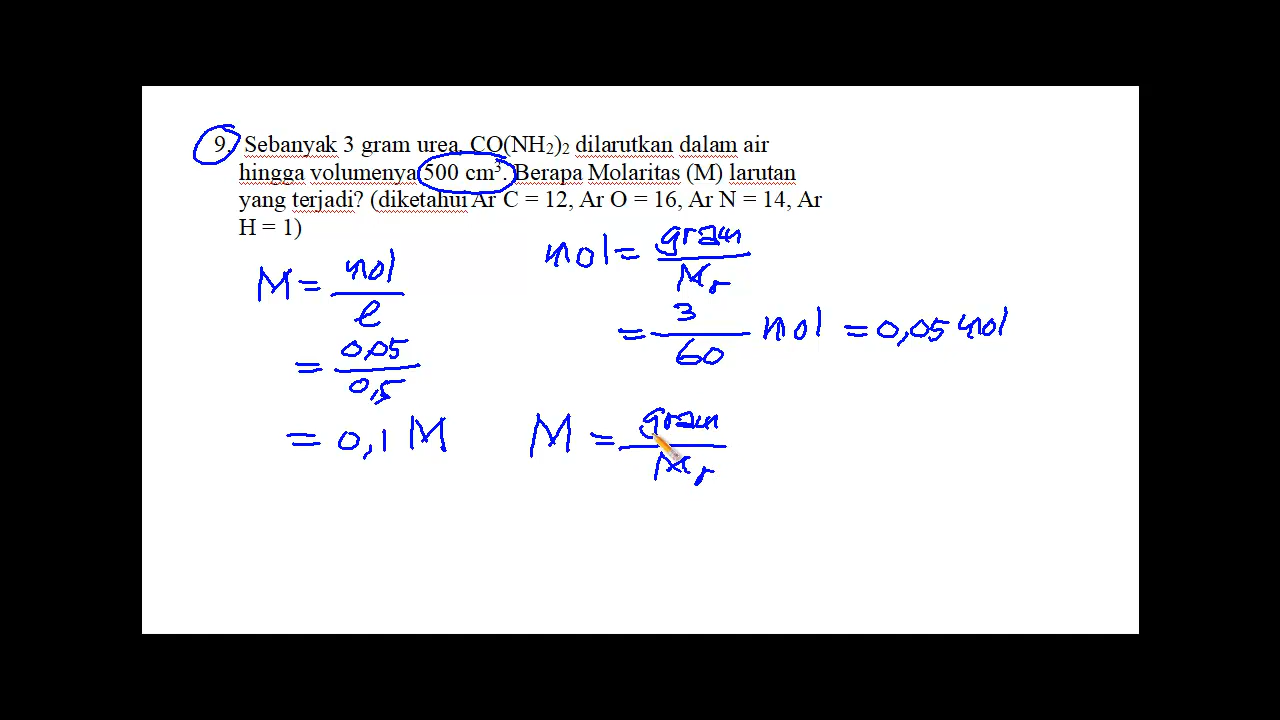 9. Sebanyak 3 gram urea, CO(NH₂)₂ dilarutkan dalam air
hingga volumenya 500 cm³. Berapa Molaritas (M) larutan
yang terjadi? (diketahui Ar C = 12, Ar O = 16, Ar N = 14, Ar
H = 1)
M = mol
l
= 0,05
0,5
= 0,1 M
mol = gram
Mr
= 3
60
mol = 0,05 mol
M = gram
Mr